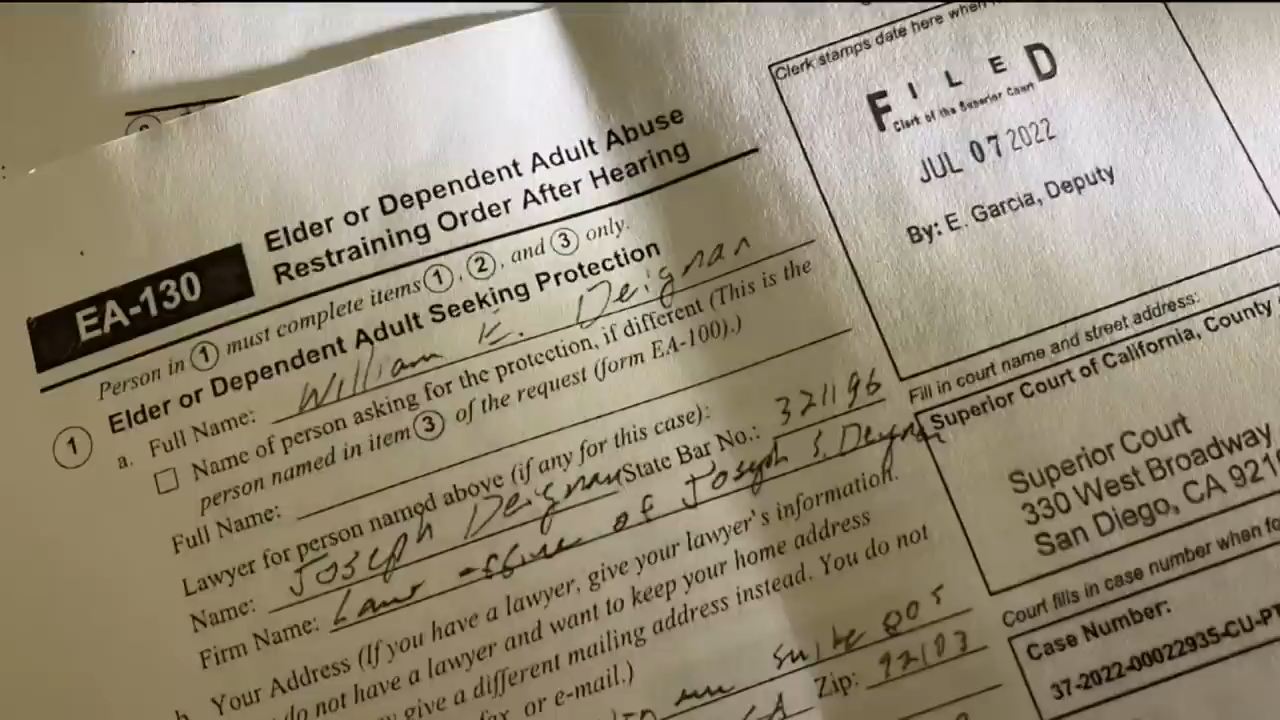 EA-130
Elder or Dependent Adult Abuse
Restraining Order After Hearing
Person in 1 must complete items 1, 2, and 3 only.
1 Elder or Dependent Adult Seeking Protection
a. Full Name: William E. Deignan
Name of person asking for the protection, if different (This is the
person named in item 3 of the request (form EA-100).)
Full Name:
Lawyer for person named above (if any for this case):
Name: Joseph Deignan State Bar No.: 321196
Firm Name: Law office of Joseph S. Deignan
Your Address (If you have a lawyer, give your lawyer's information.
do not have a lawyer and want to keep your home address
give a different mailing address instead. You do not
or e-mail.)
Suite 805
CA Zip: 92103
Clerk stamps date here when
FILED
Clerk of the Superior Court
JUL 07 2022
By: E. Garcia, Deputy
Fill in court name and street address:
Superior Court of California, County
Superior Court
330 West Broadway
San Diego, CA 921
Court fills in case number when fo
Case Number:
37-2022-00022935-CU-PT